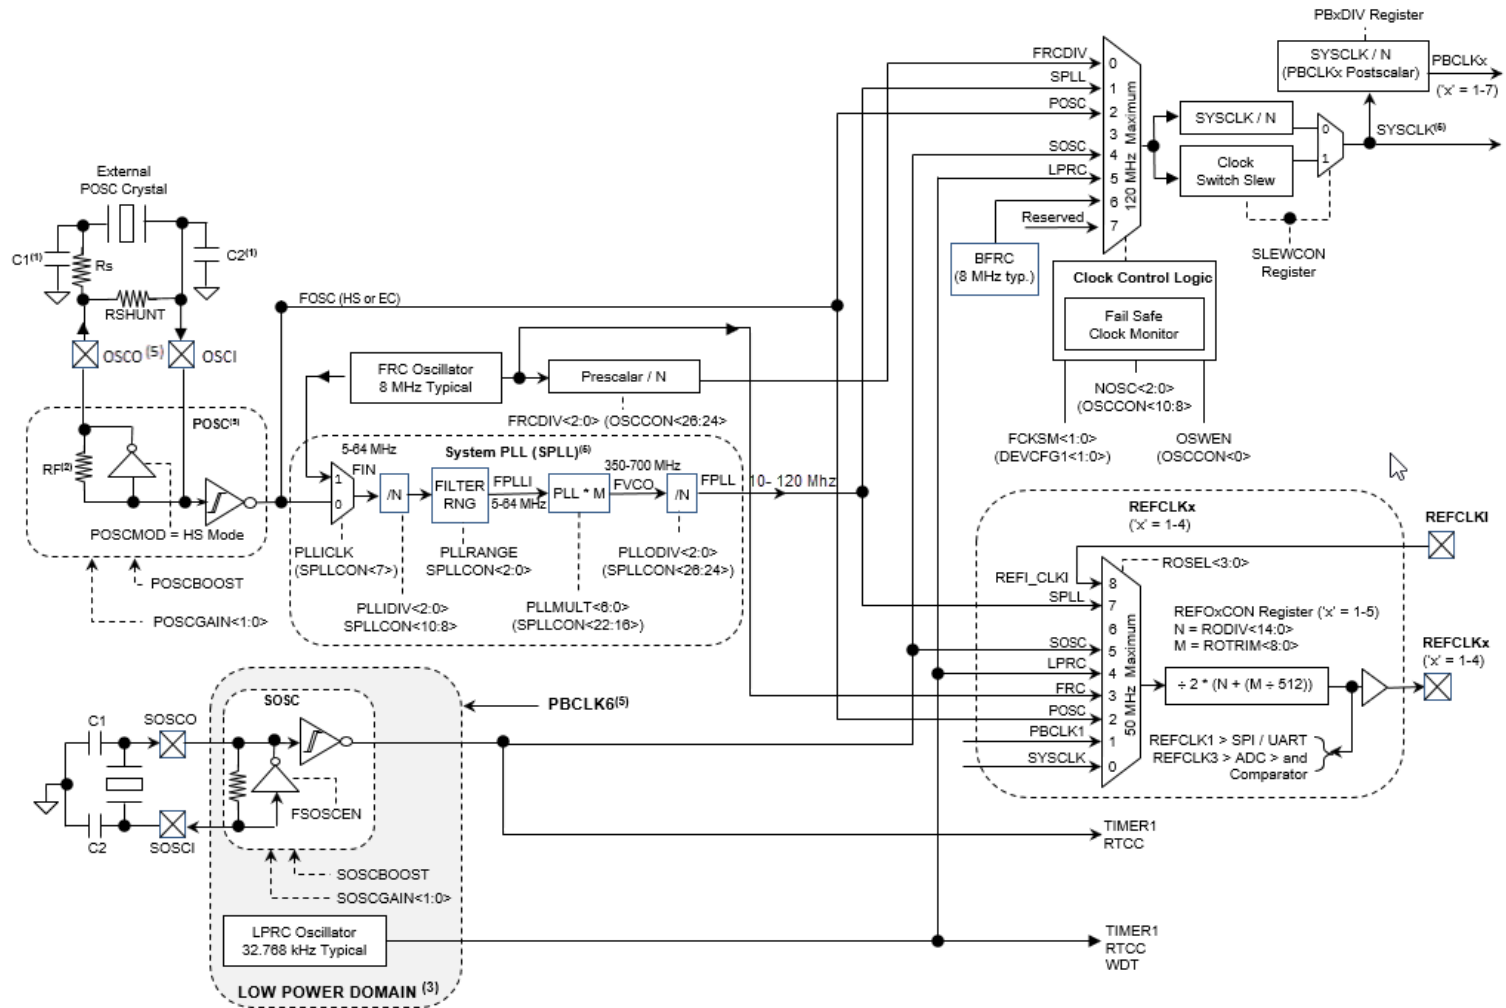 PBxDIV Register
SYSCLK / N
(PBCLKx Postscalar)
PBCLKx
('x' = 1-7)
FRCDIV
SPLL
POSC
SOSC
LPRC
Reserved
0
1
2
3
4
5
6
7
120 MHz Maximum
SYSCLK / N
Clock
Switch Slew
0
1
SYSCLK(6)
SLEWCON
Register
BFRC
(8 MHz typ.)
Clock Control Logic
Fail Safe
Clock Monitor
NOSC<2:0>
(OSCCON<10:8>
FCKSM<1:0>
(DEVCFG1<1:0>)
OSWEN
(OSCCON<0>)
External
POSC Crystal
C1(1)
Rs
C2(1)
RSHUNT
OSCO (5)
OSCI
FOSC (HS or EC)
FRC Oscillator
8 MHz Typical
Prescalar / N
FRCDIV<2:0> (OSCCON<26:24>)
POSC(3)
RF(2)
POSCMOD = HS Mode
POSCBOOST
POSCGAIN<1:0>
System PLL (SPLL)(6)
5-64 MHz
FIN
1
0
/N
FILTER
RNG
FPLLI
5-64 MHz
PLL * M
350-700 MHz
FVCO
/N
FPLL
10- 120 Mhz
PLLICLK
(SPLLCON<7>)
PLLRANGE
SPLLCON<2:0>)
PLLODIV<2:0>
(SPLLCON<26:24>)
PLLIDIV<2:0>
SPLLCON<10:8>)
PLLMULT<6:0>
(SPLLCON<22:16>)
REFCLKx
('x' = 1-4)
REFCLKI
ROSEL<3:0>
REFI_CLKI
SPLL
SOSC
LPRC
FRC
POSC
PBCLK1
SYSCLK
8
7
6
5
4
3
2
1
0
50 MHz Maximum
REFOxCON Register ('x' = 1-5)
N = RODIV<14:0>
M = ROTRIM<8:0>
÷ 2 * (N + (M ÷ 512))
REFCLKx
('x' = 1-4)
REFCLK1 > SPI / UART
REFCLK3 > ADC > and
Comparator
SOSC
PBCLK6(5)
C1
SOSCO
FSOSCEN
C2
SOSCI
SOSCBOOST
SOSCGAIN<1:0>
TIMER1
RTCC
LPRC Oscillator
32.768 kHz Typical
TIMER1
RTCC
WDT
LOW POWER DOMAIN (3)